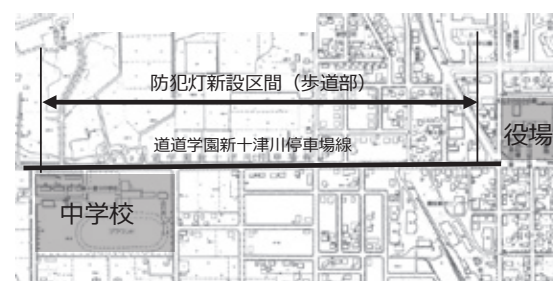 防犯灯新設区間（歩道部）
道道学園新十津川停車場線
役場
中学校